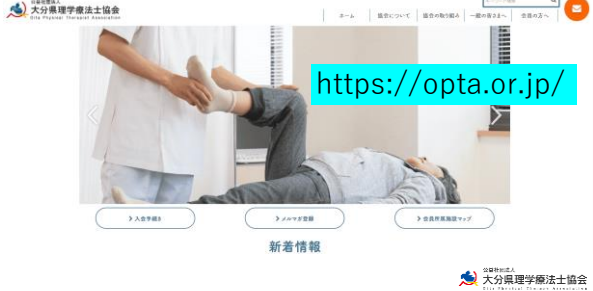 公益社団法人
大分県理学療法士協会
Oita Physical Therapist Association
ホーム 協会について 協会の取り組み 一般の皆さまへ 会員の方へ
https://opta.or.jp/
入会手続き メルマガ登録 会員所属施設マップ
新着情報
公益社団法人
大分県理学療法士協会
Oita Physical Therapist Association